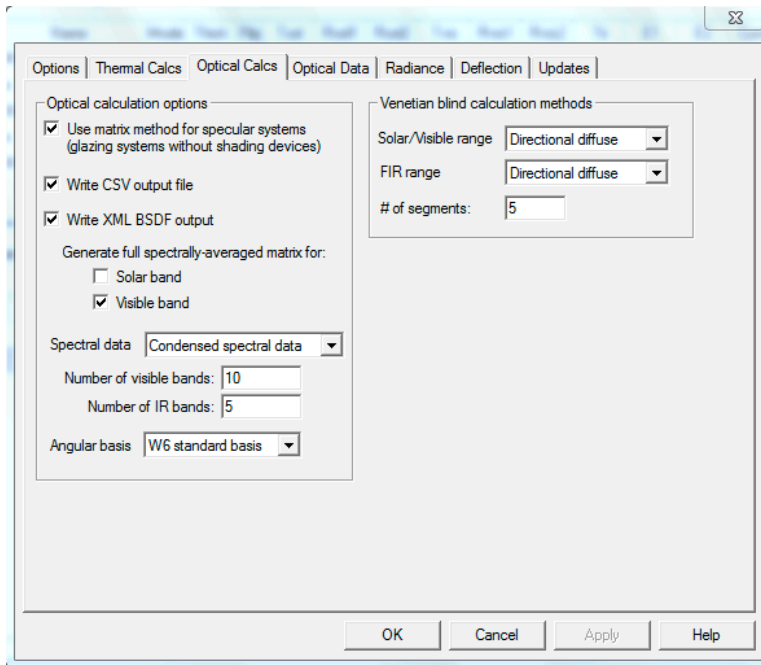 Options
Thermal Calcs
Optical Calcs
Optical Data
Radiance
Deflection
Updates
Optical calculation options
Use matrix method for specular systems
(glazing systems without shading devices)
Write CSV output file
Write XML BSDF output
Generate full spectrally-averaged matrix for:
Solar band
Visible band
Spectral data Condensed spectral data
Number of visible bands: 10
Number of IR bands: 5
Angular basis W6 standard basis
Venetian blind calculation methods
Solar/Visible range Directional diffuse
FIR range Directional diffuse
# of segments: 5
OK
Cancel
Apply
Help